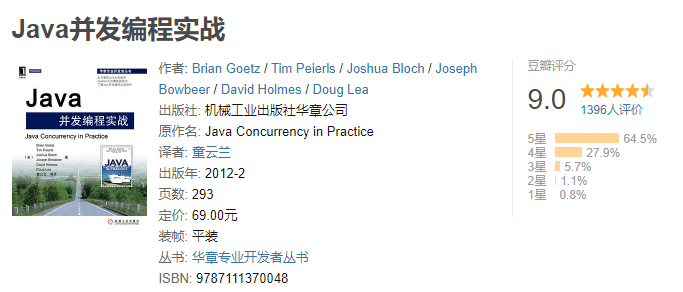 Java并发编程实战
Java
并发编程实战
Java Concurrency in Practice
Brian Goetz
Tim Peierls
Joshua Bloch
Joseph Bowbeer
David Holmes
Doug Lea
JAVA
作者: Brian Goetz / Tim Peierls / Joshua Bloch / Joseph
Bowbeer / David Holmes / Doug Lea
出版社: 机械工业出版社华章公司
原作名: Java Concurrency in Practice
译者: 童云兰
出版年: 2012-2
页数: 293
定价: 69.00元
装帧: 平装
丛书: 华章专业开发者丛书
ISBN: 9787111370048
豆瓣评分
9.0
1396人评价
5星 64.5%
4星 27.9%
3星 5.7%
2星 1.1%
1星 0.8%